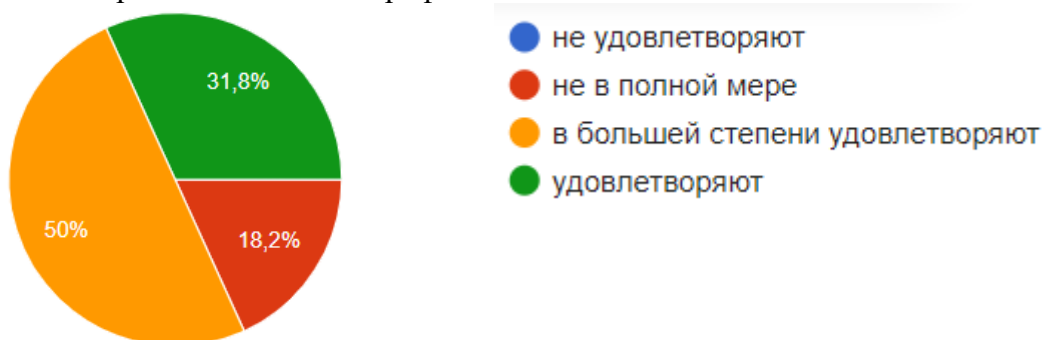 не удовлетворяют
не в полной мере
в большей степени удовлетворяют
удовлетворяют
31,8%
50%
18,2%